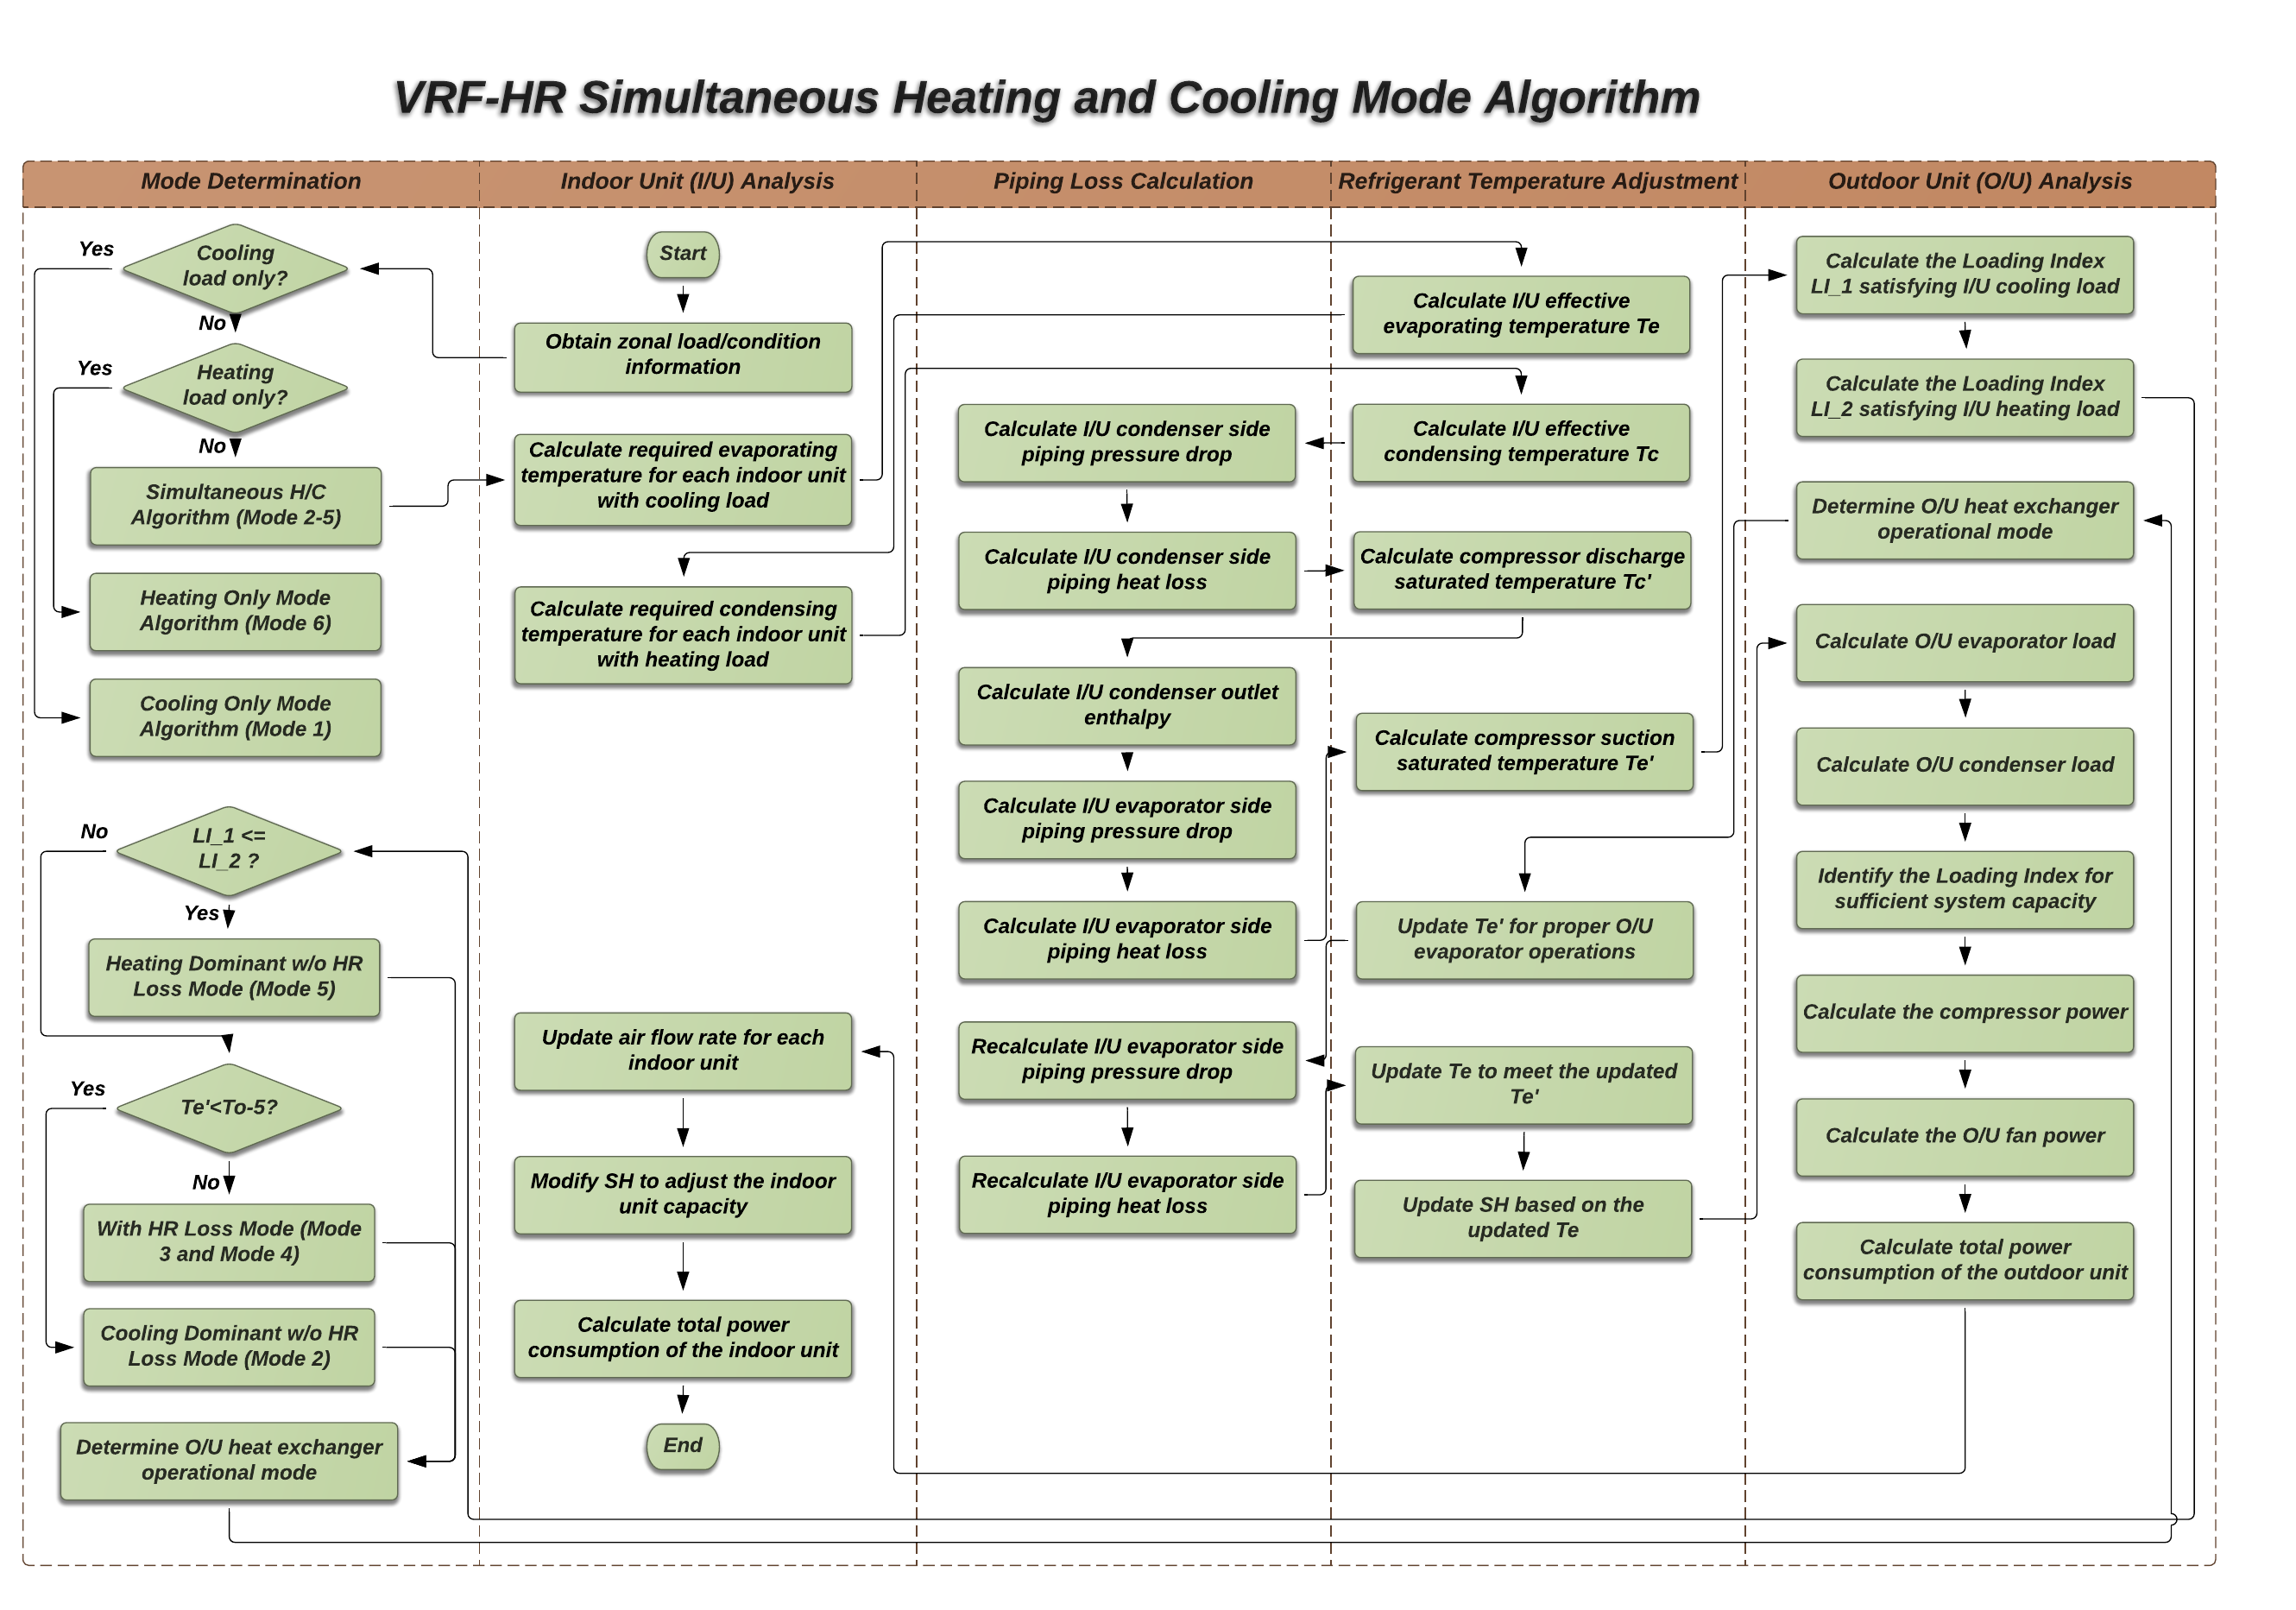 VRF-HR Simultaneous Heating and Cooling Mode Algorithm
Mode Determination
Indoor Unit (I/U) Analysis
Piping Loss Calculation
Refrigerant Temperature Adjustment
Outdoor Unit (O/U) Analysis
Yes
Cooling
load only?
No
Yes
Heating
load only?
No
Simultaneous H/C
Algorithm (Mode 2-5)
Heating Only Mode
Algorithm (Mode 6)
Cooling Only Mode
Algorithm (Mode 1)
No
LI_1 <=
LI_2 ?
Yes
Heating Dominant w/o HR
Loss Mode (Mode 5)
Yes
Te'<To-5?
No
With HR Loss Mode (Mode
3 and Mode 4)
Cooling Dominant w/o HR
Loss Mode (Mode 2)
Determine O/U heat exchanger
operational mode
Start
Obtain zonal load/condition
information
Calculate required evaporating
temperature for each indoor unit
with cooling load
Calculate required condensing
temperature for each indoor unit
with heating load
Update air flow rate for each
indoor unit
Modify SH to adjust the indoor
unit capacity
Calculate total power
consumption of the indoor unit
End
Calculate I/U condenser side
piping pressure drop
Calculate I/U condenser side
piping heat loss
Calculate I/U condenser outlet
enthalpy
Calculate I/U evaporator side
piping pressure drop
Calculate I/U evaporator side
piping heat loss
Recalculate I/U evaporator side
piping pressure drop
Recalculate I/U evaporator side
piping heat loss
Calculate I/U effective
evaporating temperature Te
Calculate I/U effective
condensing temperature Tc
Calculate compressor discharge
saturated temperature Tc'
Calculate compressor suction
saturated temperature Te'
Update Te' for proper O/U
evaporator operations
Update Te to meet the updated
Te'
Update SH based on the
updated Te
Calculate the Loading Index
LI_1 satisfying I/U cooling load
Calculate the Loading Index
LI_2 satisfying I/U heating load
Determine O/U heat exchanger
operational mode
Calculate O/U evaporator load
Calculate O/U condenser load
Identify the Loading Index for
sufficient system capacity
Calculate the compressor power
Calculate the O/U fan power
Calculate total power
consumption of the outdoor unit